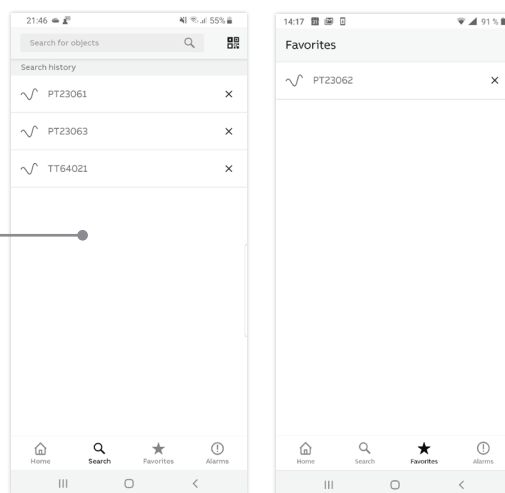 21:46 55%
Search for objects
Search history
PT23061
PT23063
TT64021
Home Search Favorites Alarms
14:17 31 91 %
Favorites
PT23062
Home Search Favorites Alarms